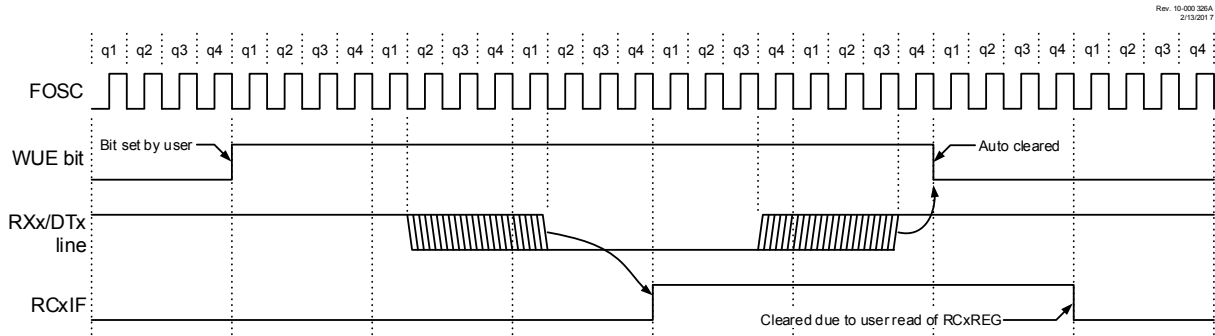 Rev. 10-000 326A
2/13/201 7
q1 q2 q3 q4 q1 q2 q3 q4 q1 q2 q3 q4 q1 q2 q3 q4 q1 q2 q3 q4 q1 q2 q3 q4 q1 q2 q3 q4 q1 q2 q3 q4
FOSC
WUE bit
Bit set by user
Auto cleared
RXx/DTx
line
RCxIF
Cleared due to user read of RCxREG